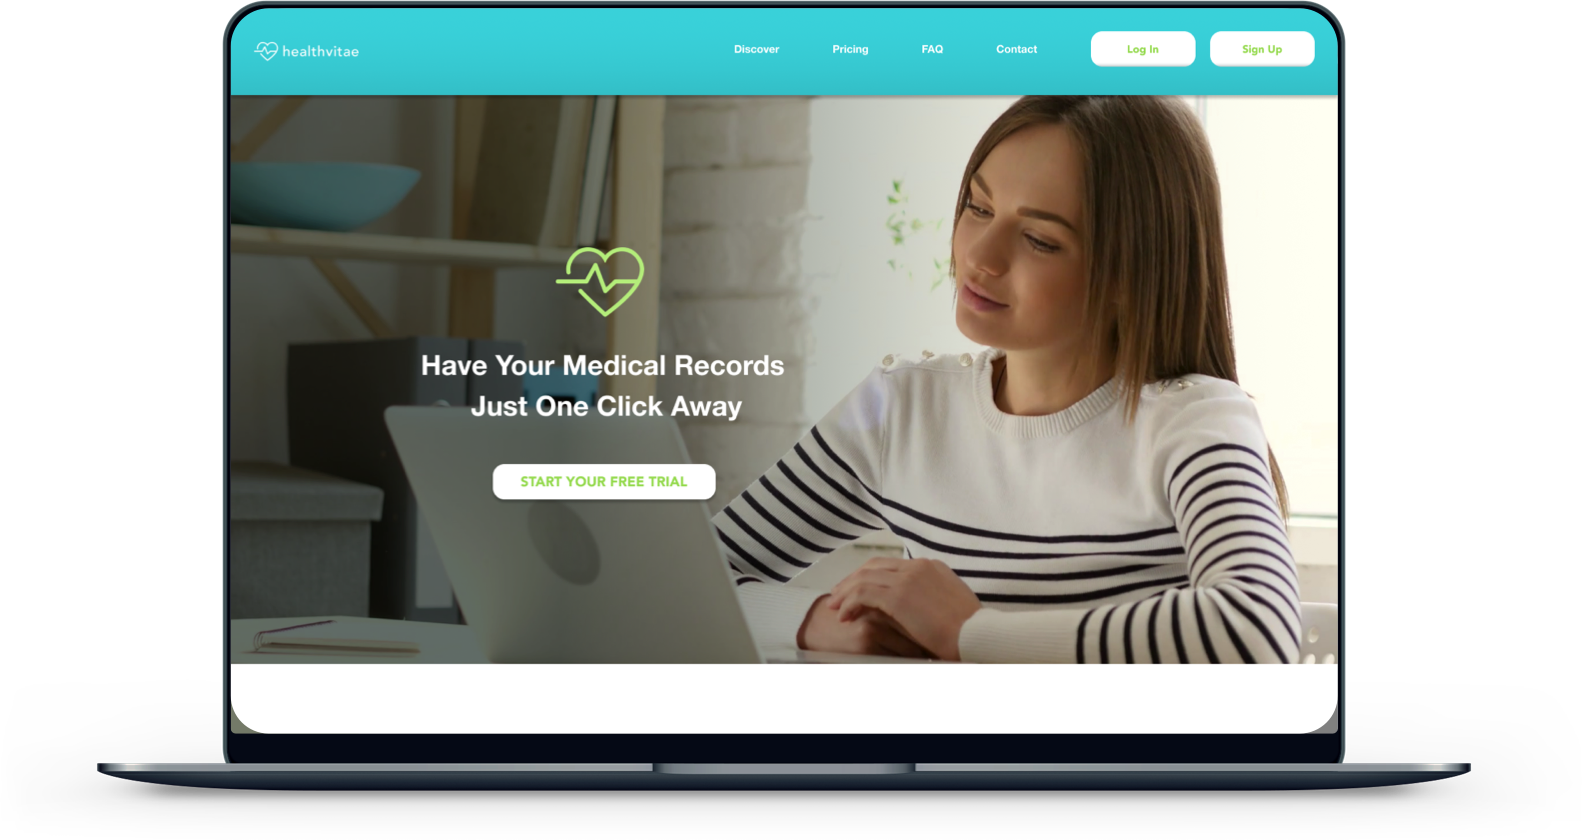 healthvitae
Discover
Pricing
FAQ
Contact
Log In
Sign Up
Have Your Medical Records
Just One Click Away
START YOUR FREE TRIAL